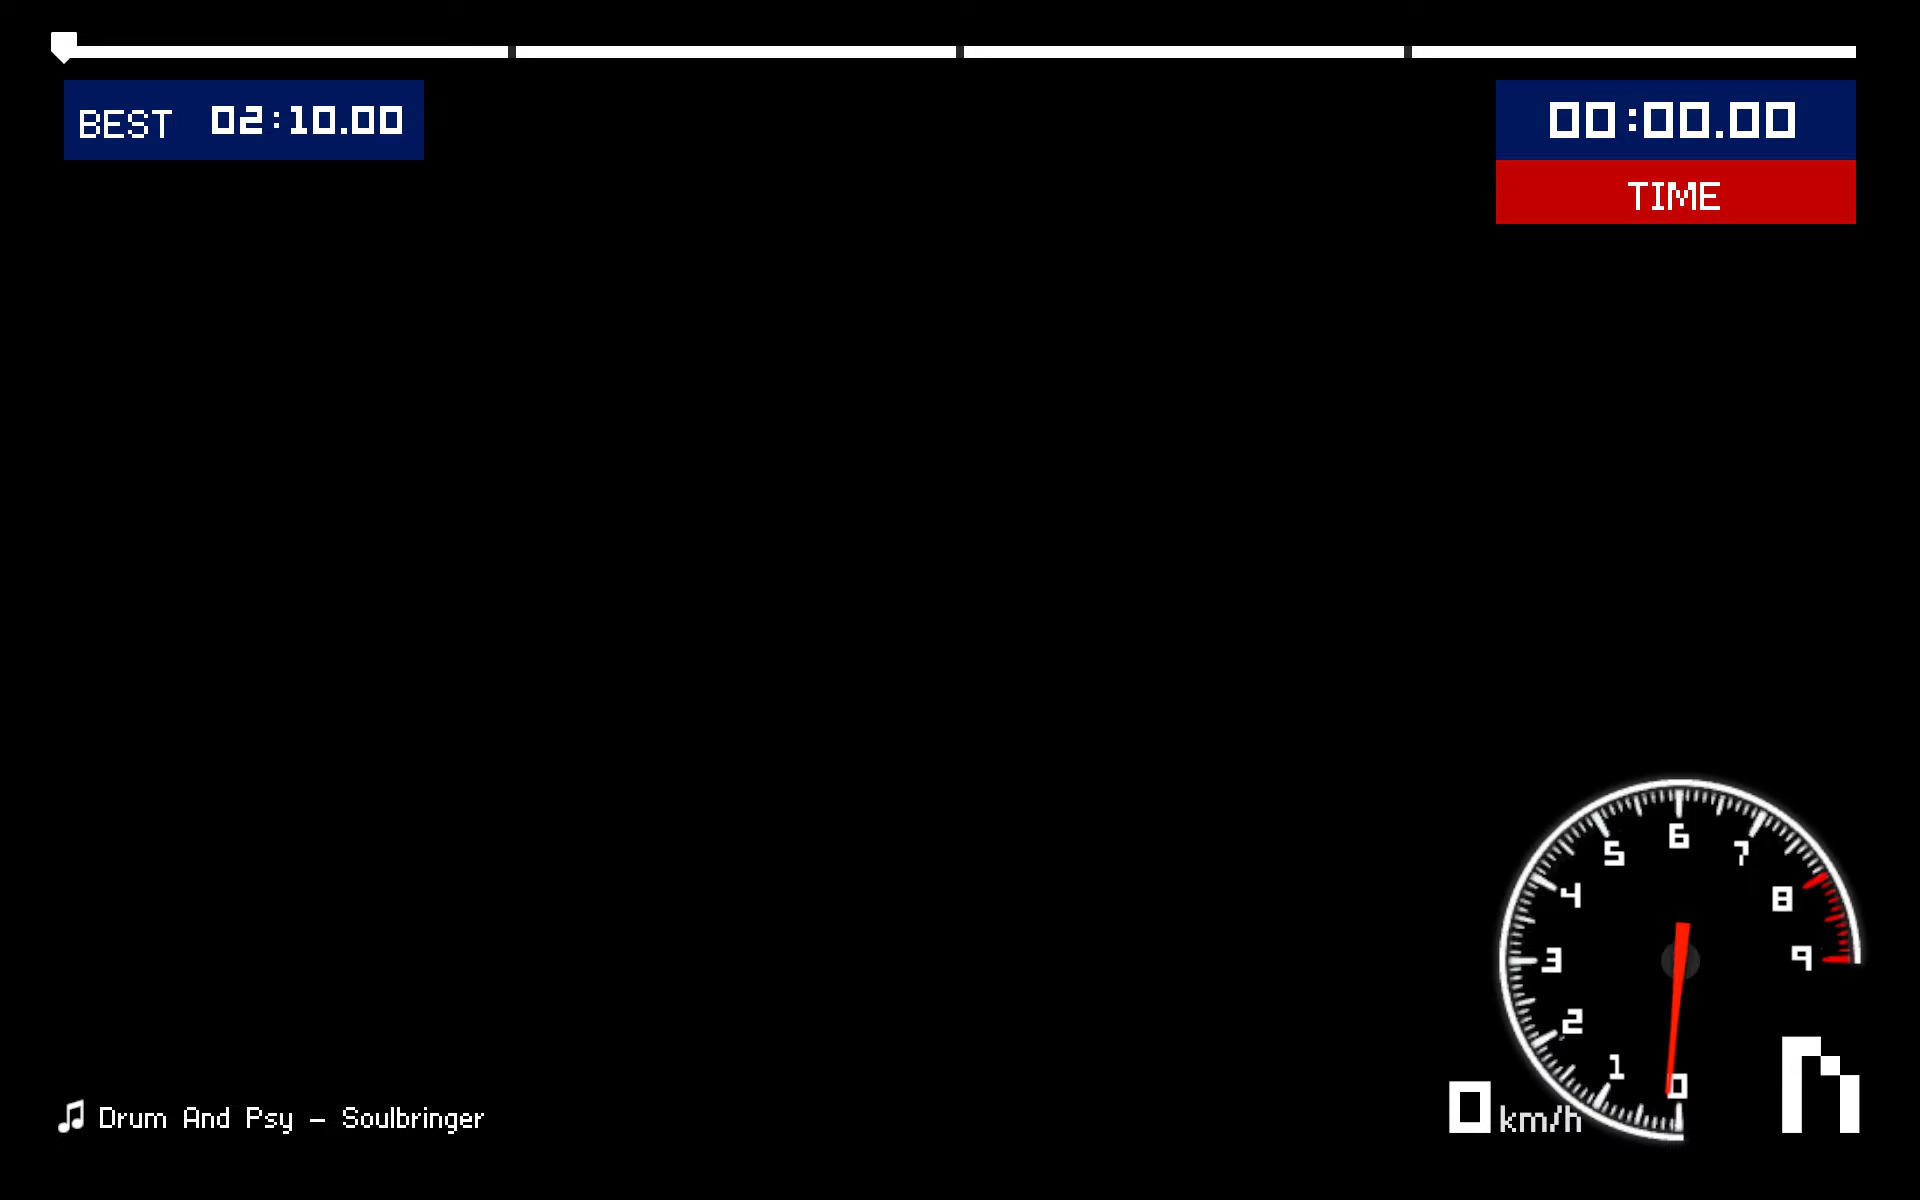 BEST 02:10.00
00:00.00
TIME
6
5 7
4 8
3 9
2
1 0
0 km/h n
Drum And Psy – Soulbringer